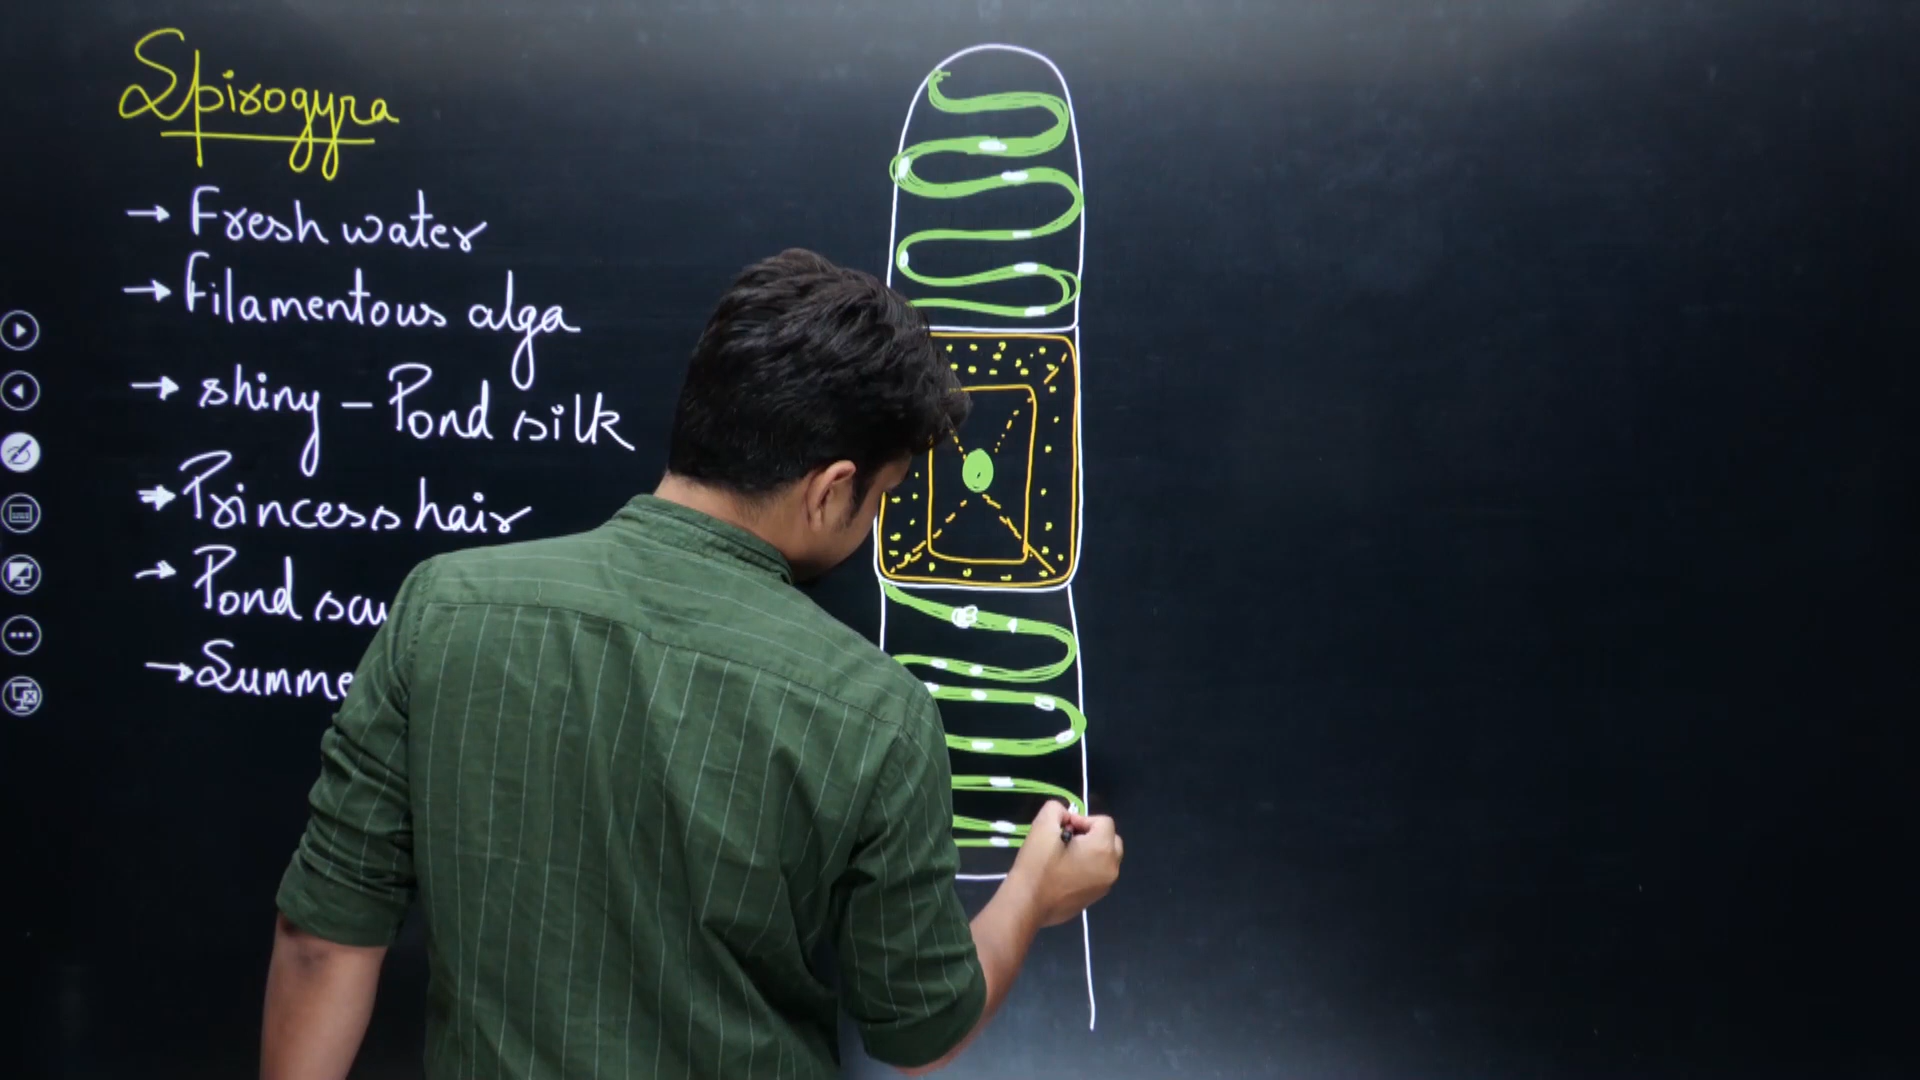 Spirogyra
→ Fresh water
→ Filamentous alga
→ shiny - Pond silk
→ Princess hair
→ Pond
→